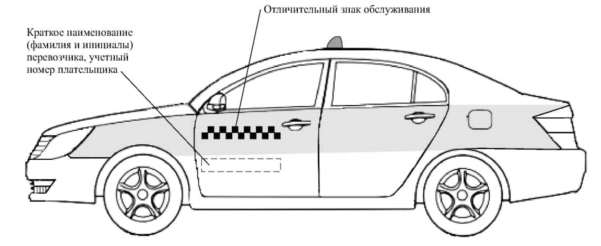 Отличительный знак обслуживания
Краткое наименование
(фамилия и инициалы)
перевозчика, учетный
номер плательщика